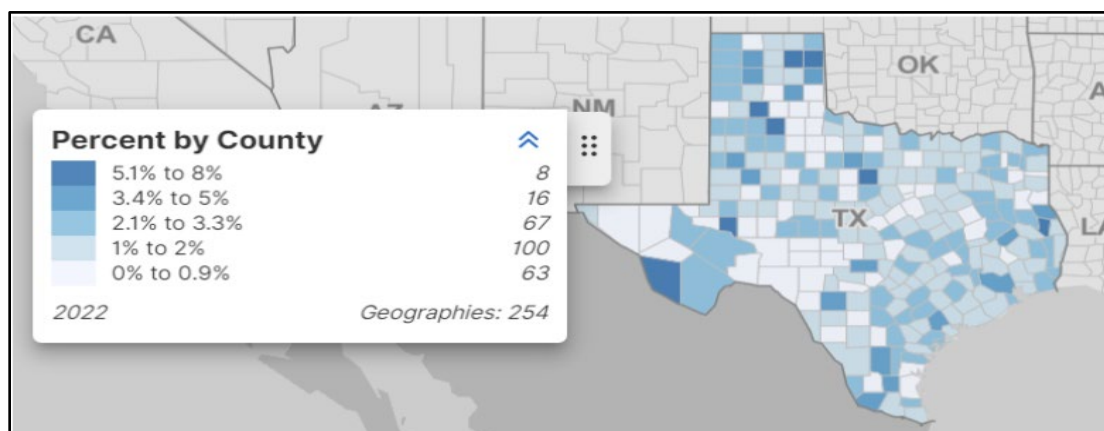 CA
OK
NM
Percent by County
5.1% to 8% 8
3.4% to 5% 16
2.1% to 3.3% 67
1% to 2% 100
0% to 0.9% 63
2022 Geographies: 254
TX